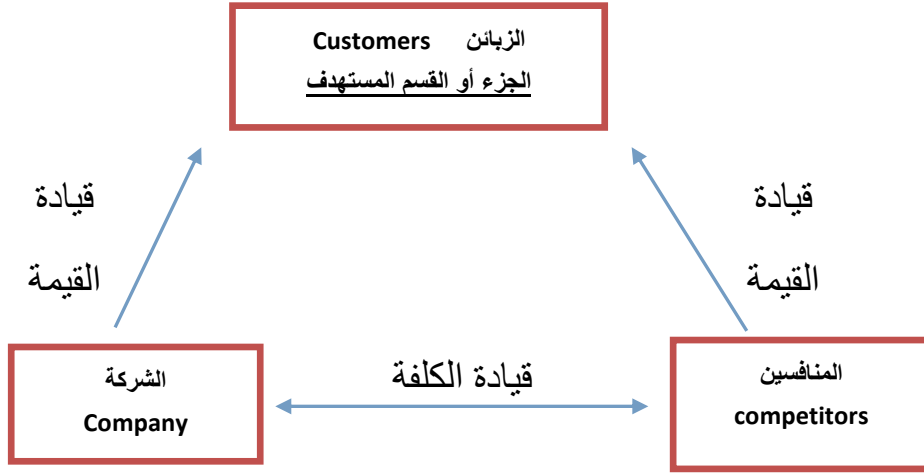 الزبائن Customers
الجزء أو القسم المستهدف
قيادة
القيمة
قيادة
القيمة
المنافسين
competitors
قيادة الكلفة
الشركة
Company